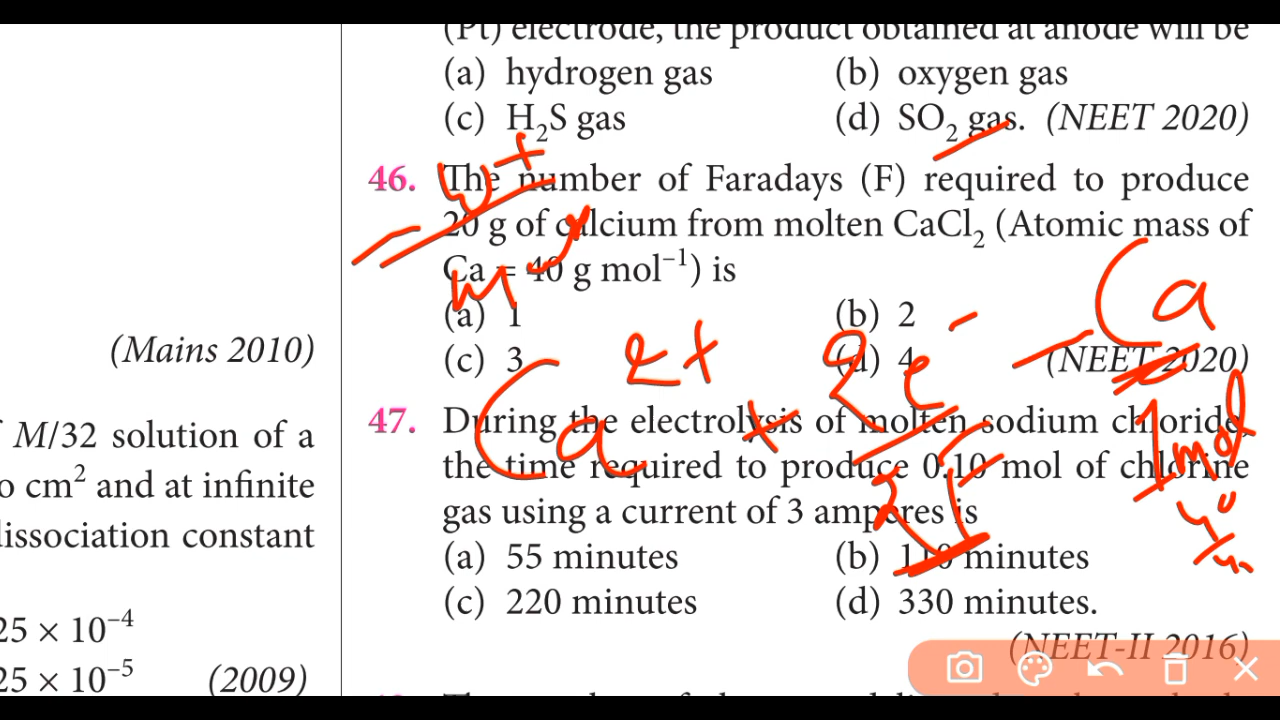 (Pt) electrode, the product obtained at anode will be
(a) hydrogen gas (b) oxygen gas
(c) H₂S gas (d) SO₂ gas. (NEET 2020)
46. The number of Faradays (F) required to produce
20 g of calcium from molten CaCl₂ (Atomic mass of
Ca = 40 g mol⁻¹) is
(a) 1 (b) 2
(c) 3 (d) 4 (NEET 2020)
Ca²⁺ + 2e⁻ Ca
2F 1 mol
47. During the electrolysis of molten sodium chloride,
the time required to produce 0.10 mol of chlorine
gas using a current of 3 amperes is
(a) 55 minutes (b) 110 minutes
(c) 220 minutes (d) 330 minutes.
(NEET-II 2016)
(Mains 2010)
M/32 solution of a
cm² and at infinite
dissociation constant
25 × 10⁻⁴
25 × 10⁻⁵ (2009)